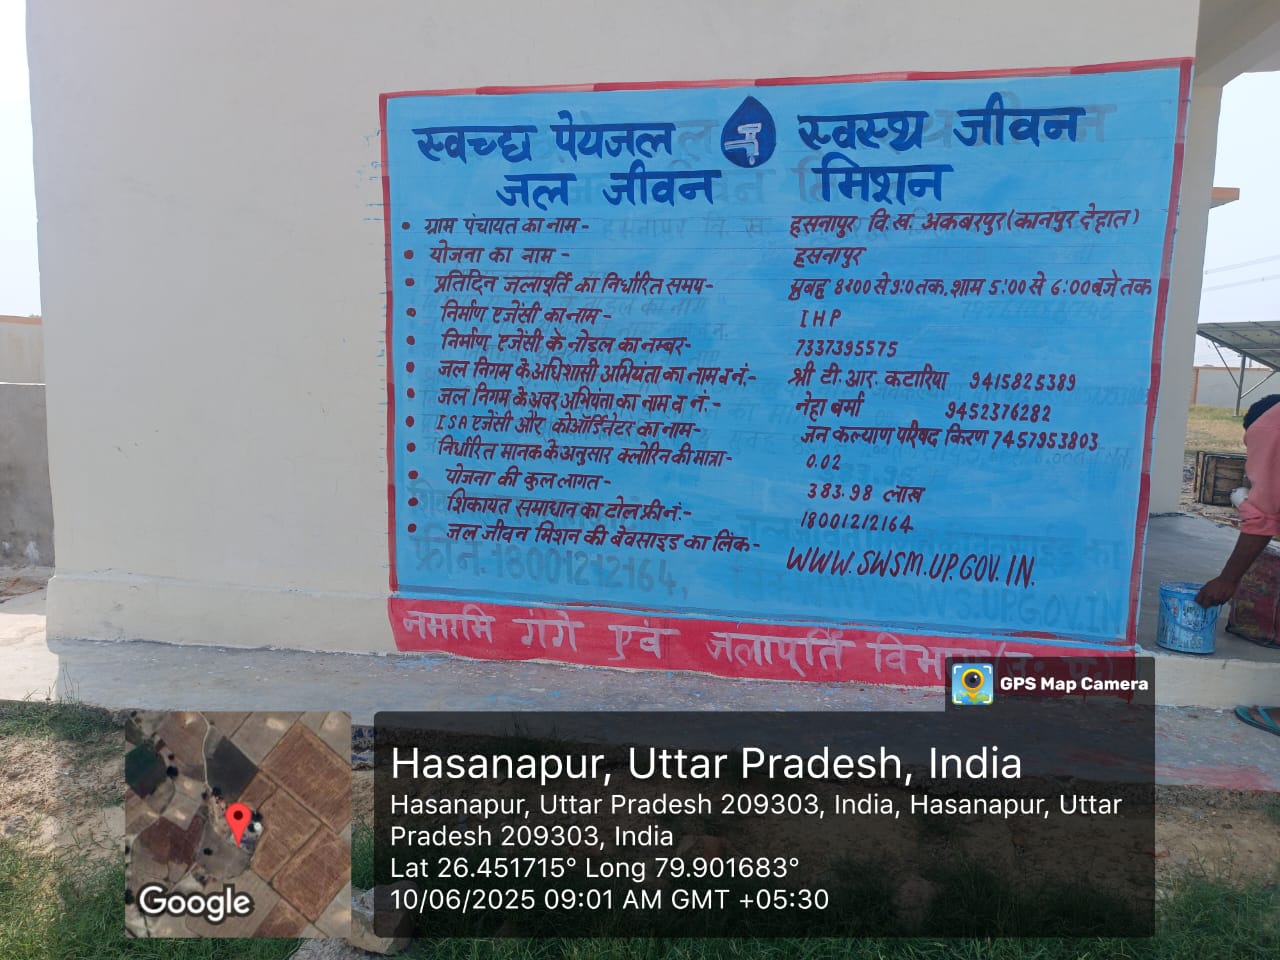 स्वच्छ पेयजल स्वस्थ जीवन
जल जीवन मिशन
• ग्राम पंचायत का नाम - हसनापुर वि.ख. अकबरपुर (कानपुर देहात)
• योजना का नाम - हसनापुर
• प्रतिदिन जलापूर्ति का निर्धारित समय- सुबह 8:00 से 9:0 तक, शाम 5:00 से 6:00 बजे तक
• निर्माण एजेंसी का नाम- IHP
• निर्माण एजेंसी के नोडल का नम्बर- 7337395575
• जल निगम के अधिशासी अभियंता का नाम व नं.- श्री टी. आर. कटारिया 9415825389
• जल निगम के अवर अभियंता का नाम व नं.- नेहा वर्मा 9452376282
• ISA एजेंसी और कोऑर्डिनेटर का नाम- जन कल्याण परिषद किरण 7457953803
• निर्धारित मानक के अनुसार क्लोरिन की मात्रा- 0.02
• योजना की कुल लागत- 383.98 लाख
• शिकायत समाधान का टोल फ्री नं.- 18001212164
• जल जीवन मिशन की बेवसाइड का लिंक- WWW.SWSM.UP.GOV.IN.
फ्री नं. 18001212164,
नमामि गंगे एवं जलापूर्ति विभाग (उ. प्र.)
GPS Map Camera
Hasanapur, Uttar Pradesh, India
Hasanapur, Uttar Pradesh 209303, India, Hasanapur, Uttar
Pradesh 209303, India
Lat 26.451715° Long 79.901683°
10/06/2025 09:01 AM GMT +05:30
Google